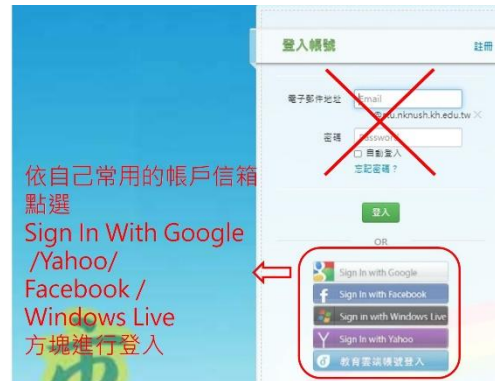 登入帳號
註冊
電子郵件地址 Email
@stu.nknush.kh.edu.tw
密碼 Password
自動登入
忘記密碼？
登入
OR
Sign In with Google
Sign In with Facebook
Sign in with Windows Live
Sign In with Yahoo
教育雲端帳號登入
依自己常用的帳戶信箱
點選
Sign In With Google
/Yahoo/
Facebook /
Windows Live
方塊進行登入